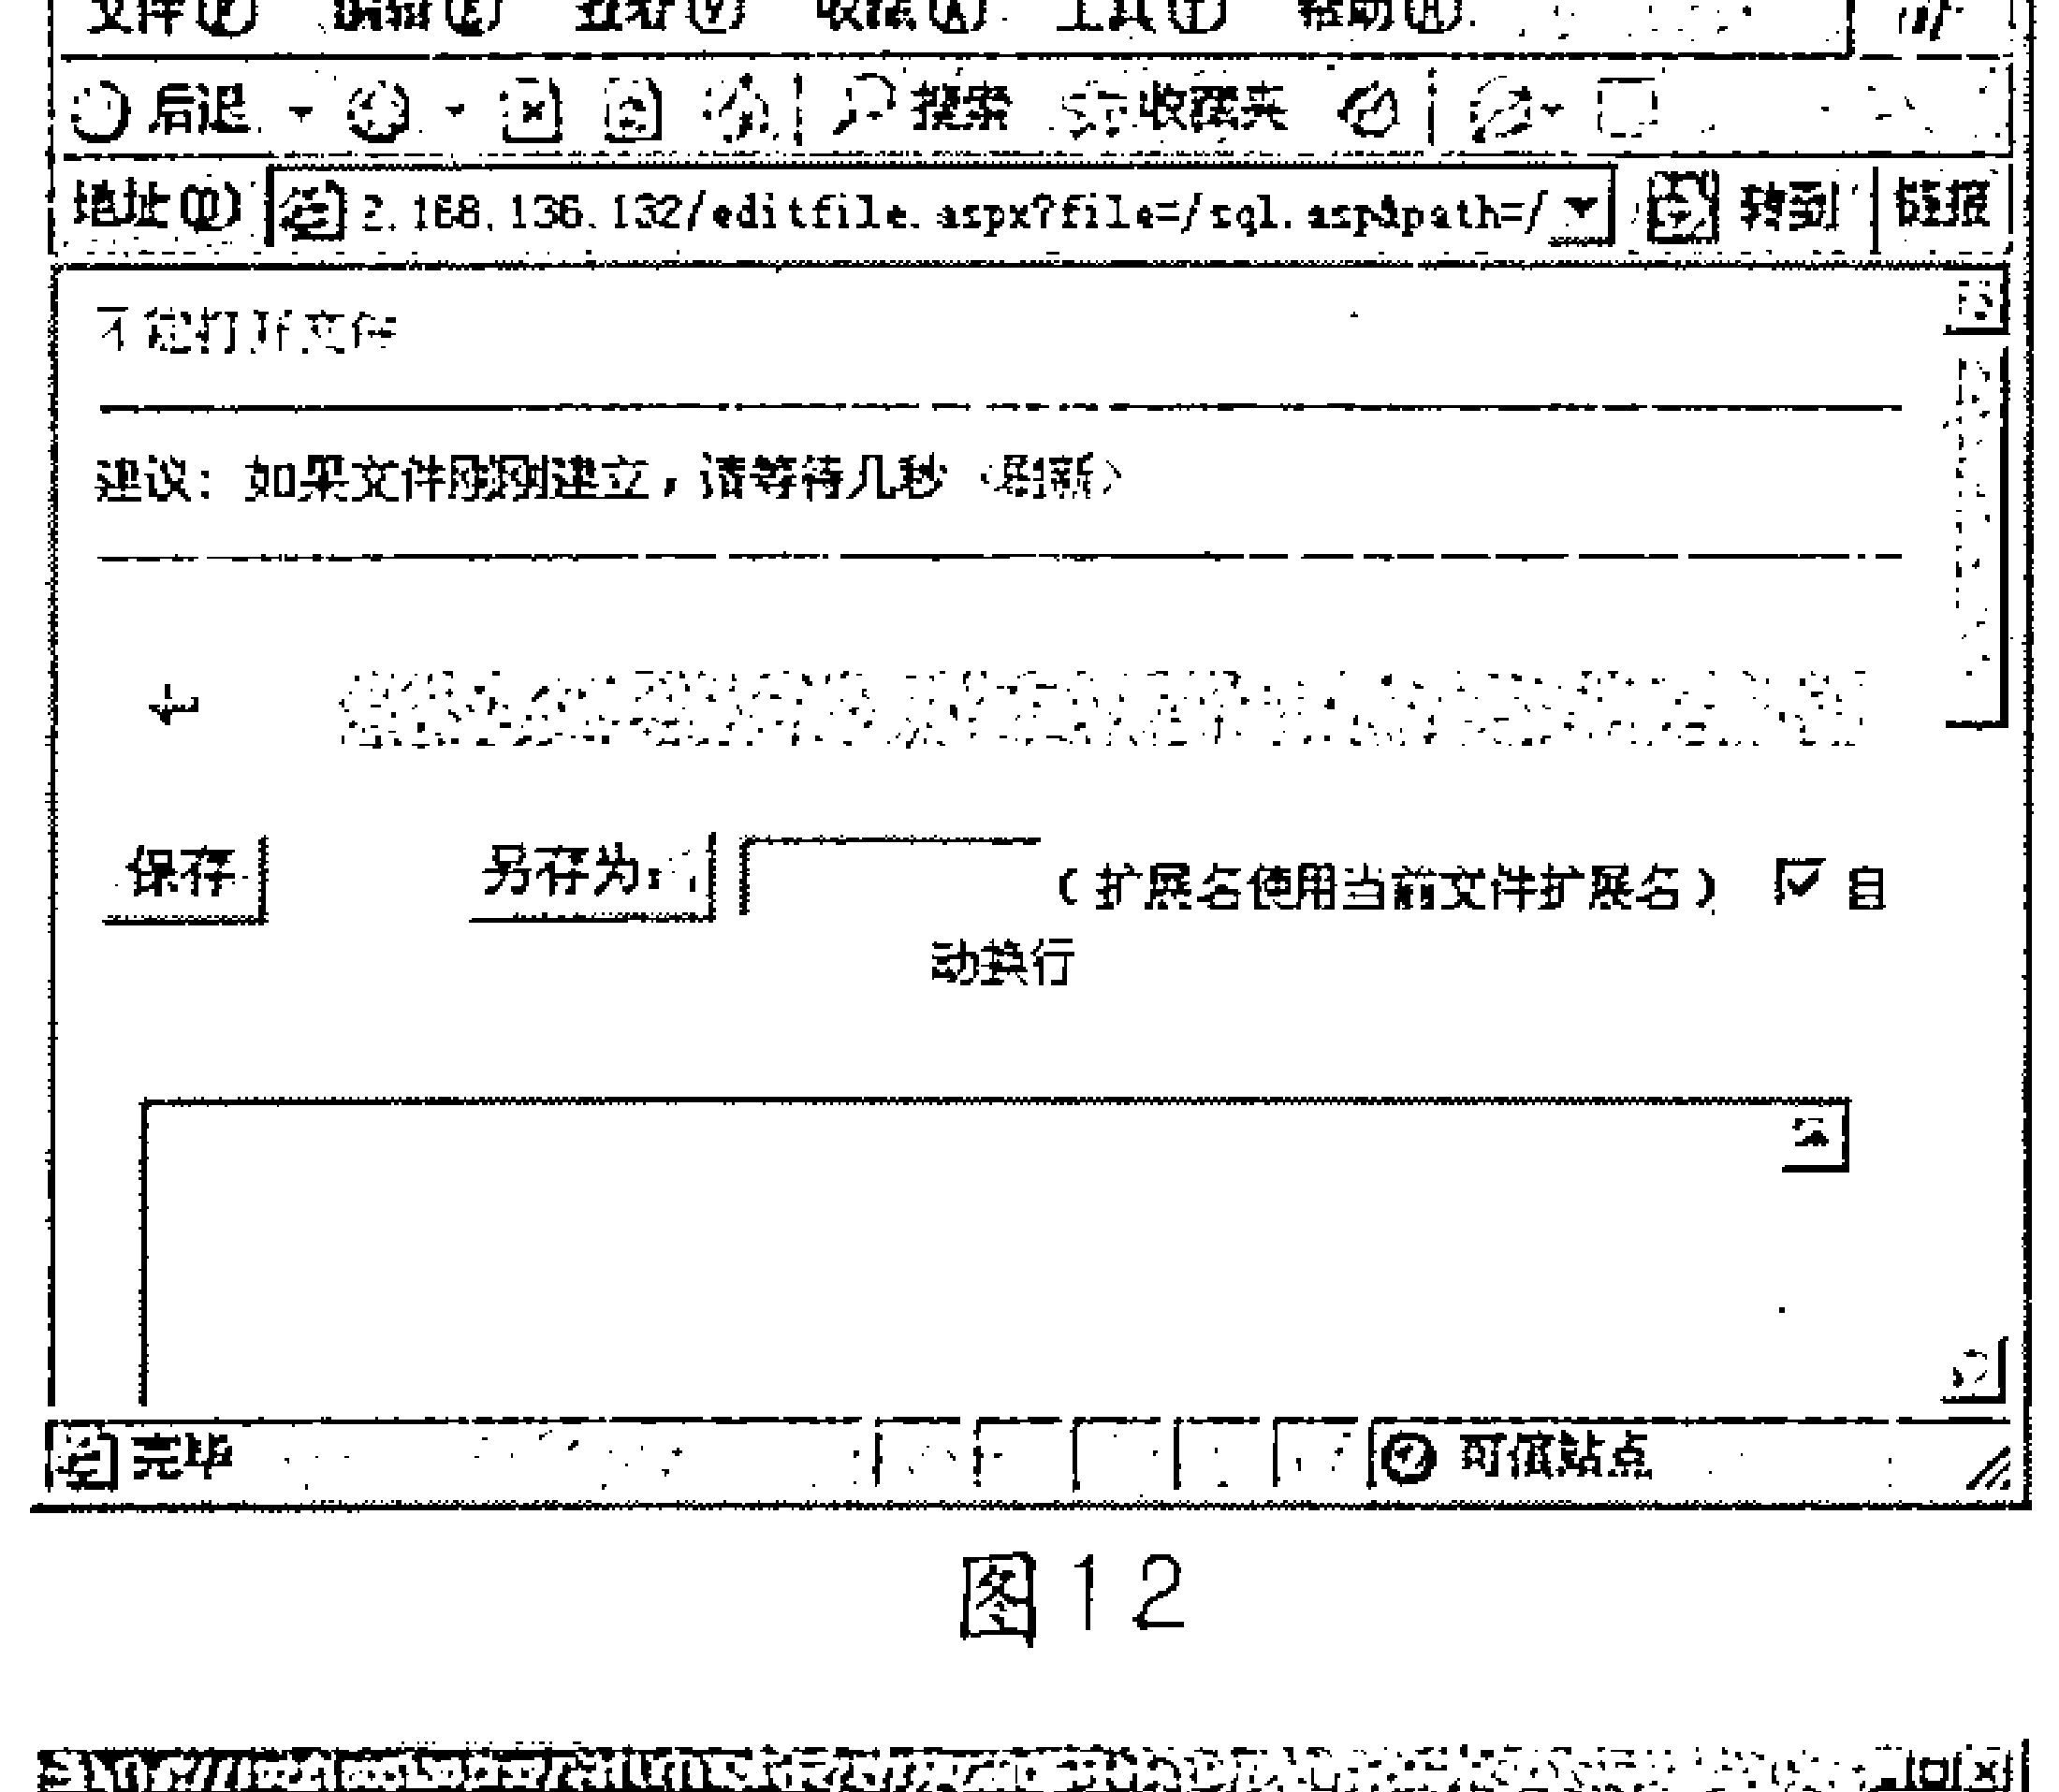 文件(F) 编辑(E) 查看(V) 收藏(A) 工具(T) 帮助(H)
后退 搜索 收藏夹
地址(D) 2.168.136.132/editfile.aspx?file=/sql.asp&path=/ 转到 链接
不能打开文件
建议：如果文件刚刚建立，请等待几秒〈刷新〉
保存 另存为： （扩展名使用当前文件扩展名） 自
动换行
完毕 可信站点
图12